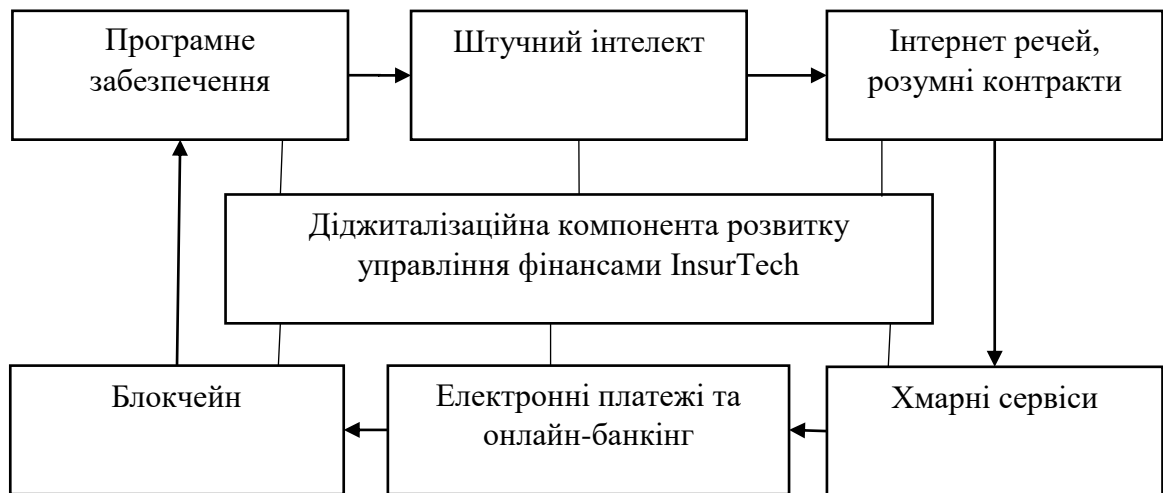 Програмне
забезпечення
Штучний інтелект
Інтернет речей,
розумні контракти
Діджиталізаційна компонента розвитку
управління фінансами InsurTech
Блокчейн
Електронні платежі та
онлайн-банкінг
Хмарні сервіси